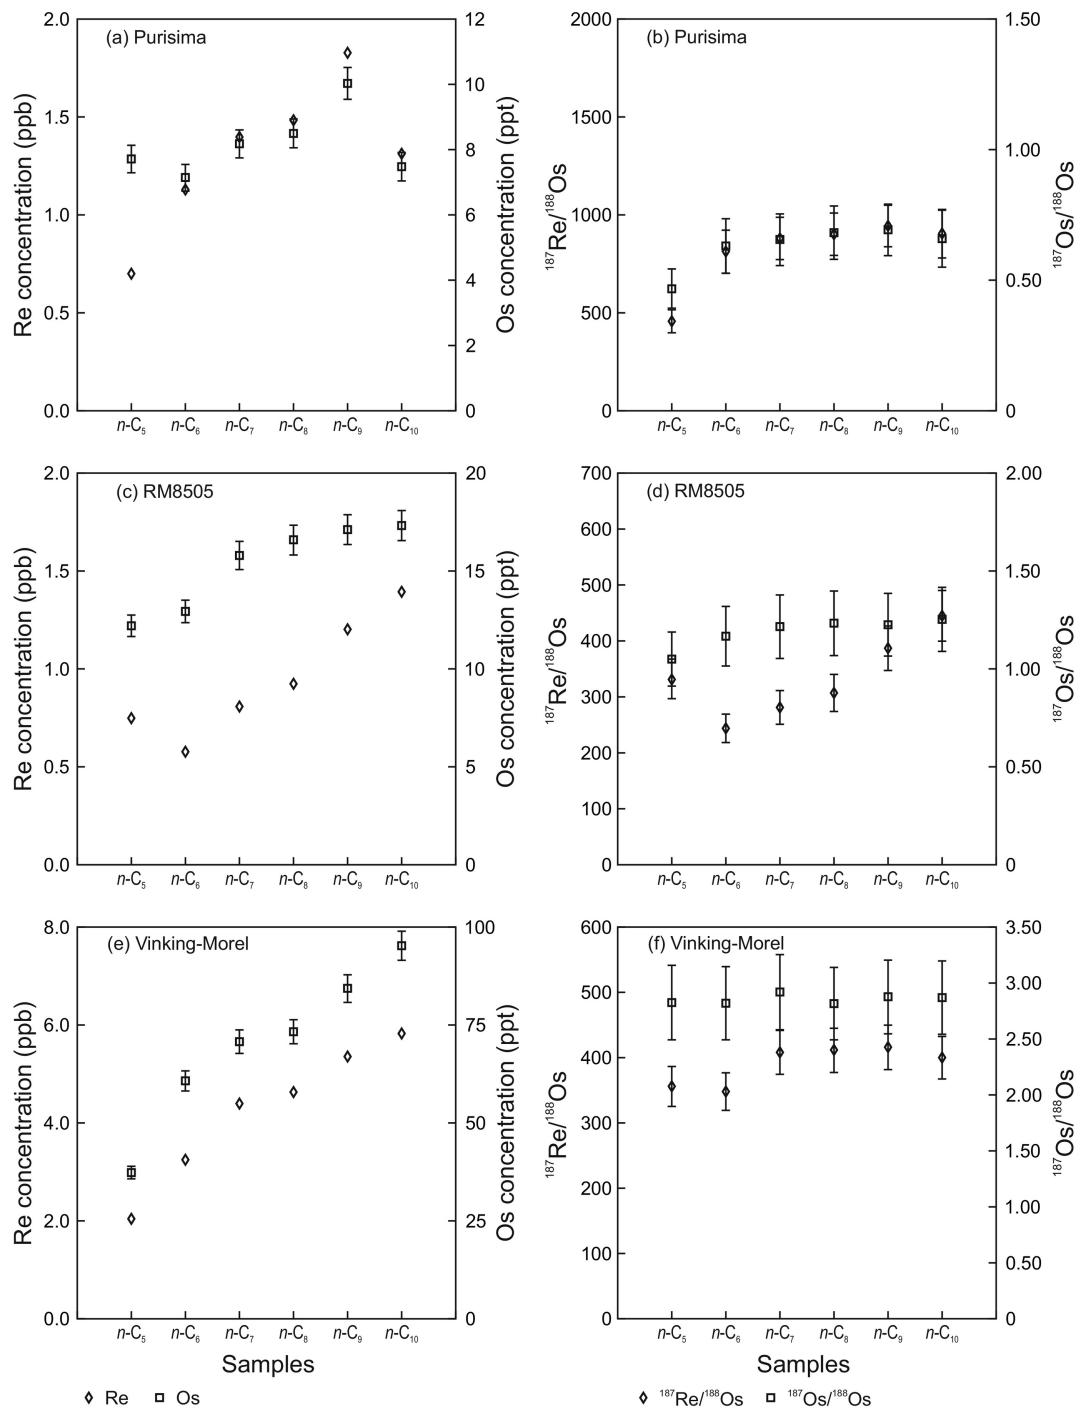 (a) Purisima
2.0
1.5
1.0
0.5
0.0
Re concentration (ppb)
12
10
8
6
4
2
0
Os concentration (ppt)
n-C5 n-C6 n-C7 n-C8 n-C9 n-C10
(b) Purisima
2000
1500
1000
500
0
187Re/188Os
1.50
1.00
0.50
0
187Os/188Os
n-C5 n-C6 n-C7 n-C8 n-C9 n-C10
(c) RM8505
2.0
1.5
1.0
0.5
0.0
Re concentration (ppb)
20
15
10
5
0
Os concentration (ppt)
n-C5 n-C6 n-C7 n-C8 n-C9 n-C10
(d) RM8505
700
600
500
400
300
200
100
0
187Re/188Os
2.00
1.50
1.00
0.50
0
187Os/188Os
n-C5 n-C6 n-C7 n-C8 n-C9 n-C10
(e) Vinking-Morel
8.0
6.0
4.0
2.0
0.0
Re concentration (ppb)
100
75
50
25
0
Os concentration (ppt)
n-C5 n-C6 n-C7 n-C8 n-C9 n-C10
Samples
Re Os
(f) Vinking-Morel
600
500
400
300
200
100
0
187Re/188Os
3.50
3.00
2.50
2.00
1.50
1.00
0.50
0
187Os/188Os
n-C5 n-C6 n-C7 n-C8 n-C9 n-C10
Samples
187Re/188Os 187Os/188Os